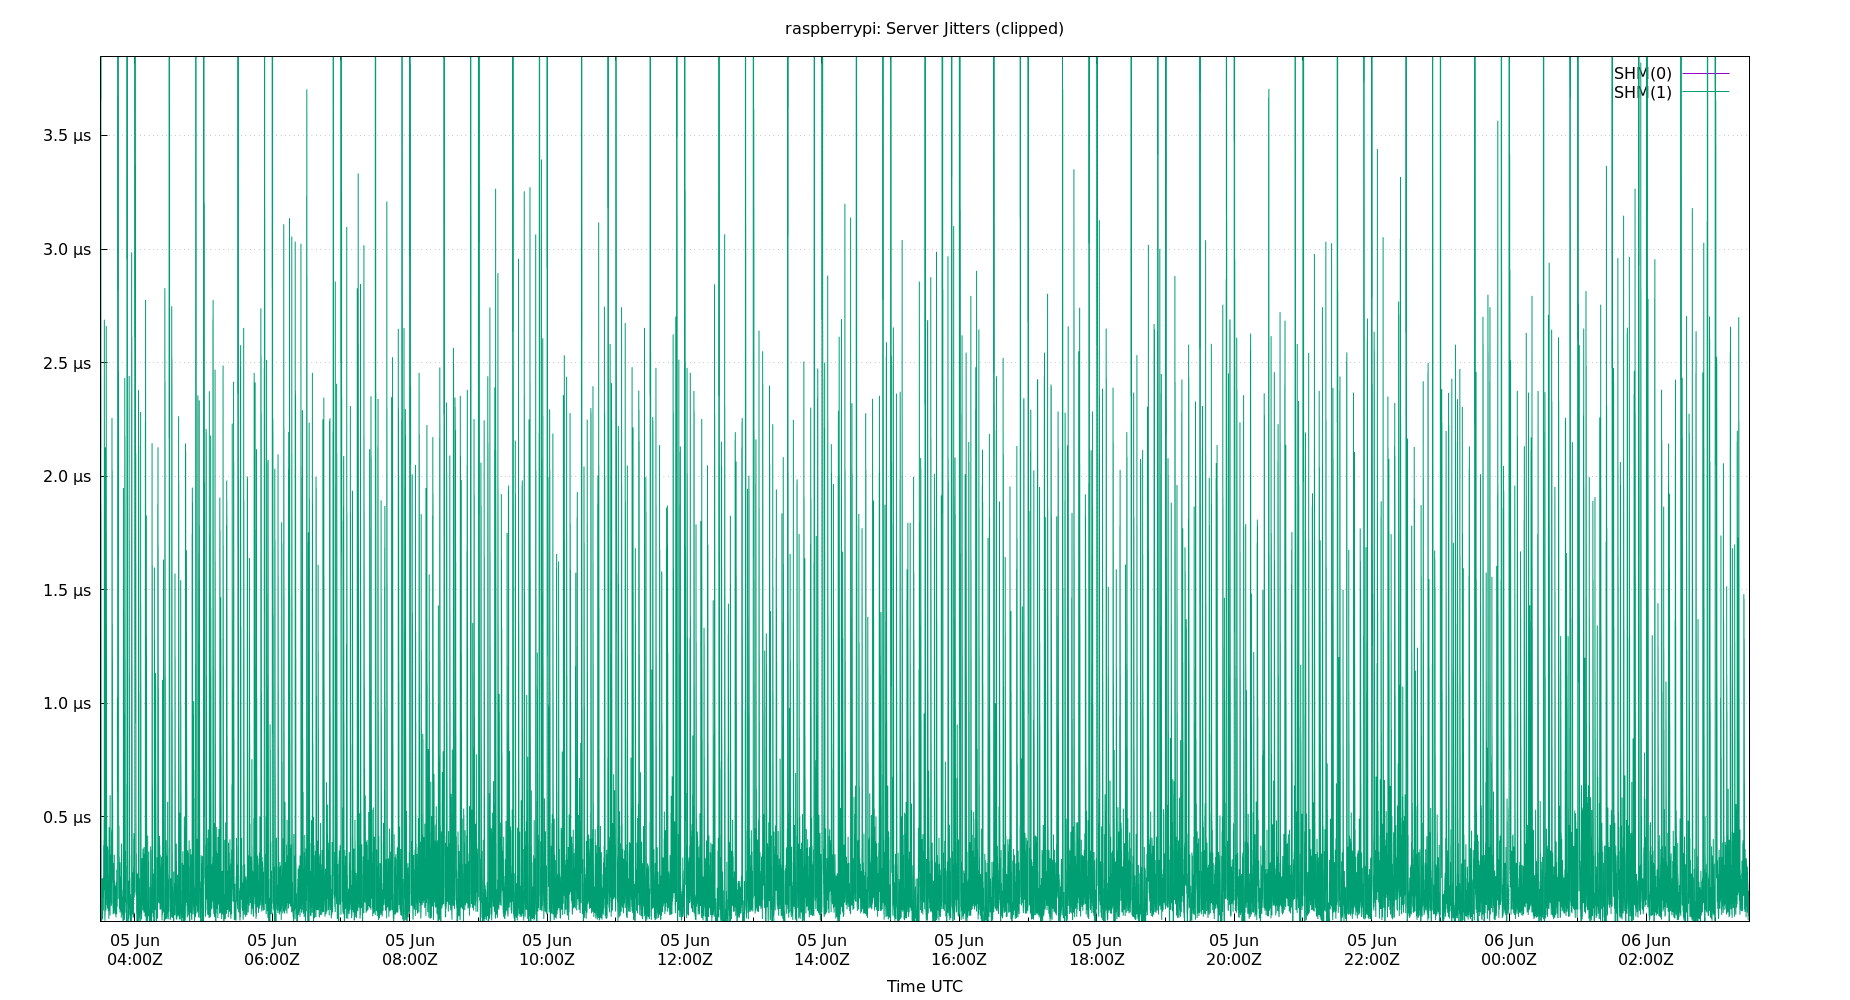 raspberrypi: Server Jitters (clipped)
SHM(0)
SHM(1)
3.5 µs
3.0 µs
2.5 µs
2.0 µs
1.5 µs
1.0 µs
0.5 µs
05 Jun 05 Jun 05 Jun 05 Jun 05 Jun 05 Jun 05 Jun 05 Jun 05 Jun 05 Jun 06 Jun 06 Jun
04:00Z 06:00Z 08:00Z 10:00Z 12:00Z 14:00Z 16:00Z 18:00Z 20:00Z 22:00Z 00:00Z 02:00Z
Time UTC